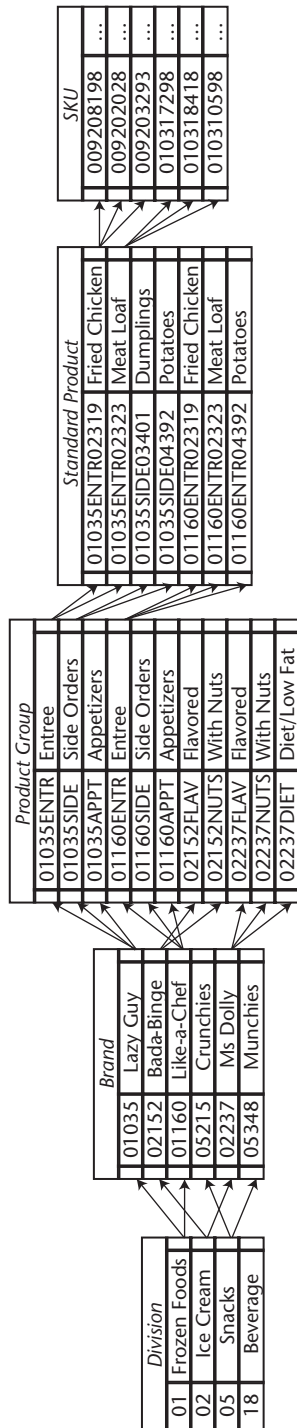 Division
01 Frozen Foods
02 Ice Cream
05 Snacks
18 Beverage
Brand
01035 Lazy Guy
02152 Bada-Binge
01160 Like-a-Chef
05215 Crunchies
02237 Ms Dolly
05348 Munchies
Product Group
01035ENTR Entree
01035SIDE Side Orders
01035APPT Appetizers
01160ENTR Entree
01160SIDE Side Orders
01160APPT Appetizers
02152FLAV Flavored
02152NUTS With Nuts
02237FLAV Flavored
02237NUTS With Nuts
02237DIET Diet/Low Fat
Standard Product
01035ENTR02319 Fried Chicken
01035ENTR02323 Meat Loaf
01035SIDE03401 Dumplings
01035SIDE04392 Potatoes
01160ENTR02319 Fried Chicken
01160ENTR02323 Meat Loaf
01160ENTR04392 Potatoes
SKU
009208198 ...
009202028 ...
009203293 ...
010317298 ...
010318418 ...
010310598 ...